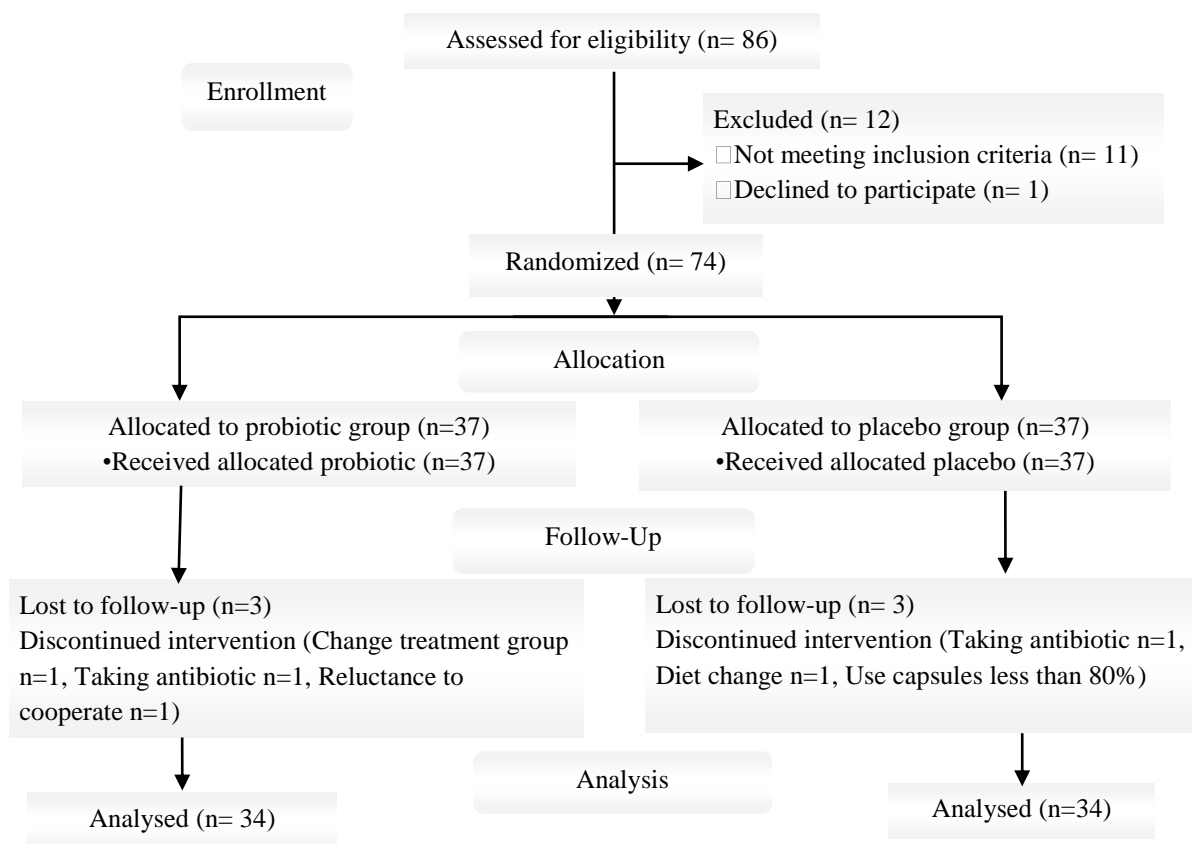 Assessed for eligibility (n= 86)
Enrollment
Excluded (n= 12)
□Not meeting inclusion criteria (n= 11)
□Declined to participate (n= 1)
Randomized (n= 74)
Allocation
Allocated to probiotic group (n=37)
•Received allocated probiotic (n=37)
Allocated to placebo group (n=37)
•Received allocated placebo (n=37)
Follow-Up
Lost to follow-up (n=3)
Discontinued intervention (Change treatment group
n=1, Taking antibiotic n=1, Reluctance to
cooperate n=1)
Lost to follow-up (n= 3)
Discontinued intervention (Taking antibiotic n=1,
Diet change n=1, Use capsules less than 80%)
Analysis
Analysed (n= 34)
Analysed (n=34)